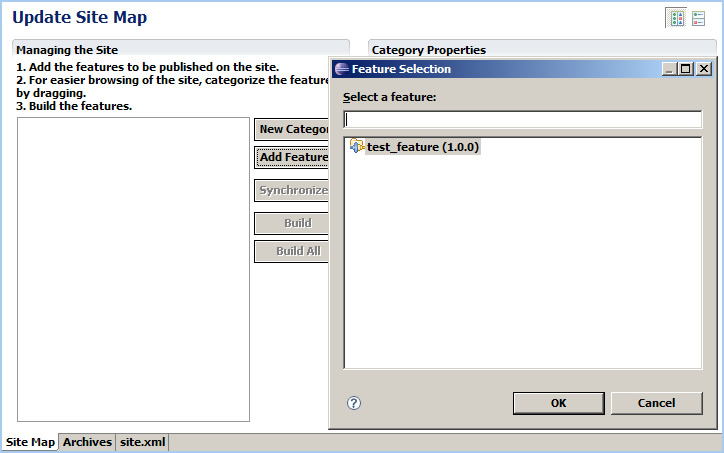 Update Site Map
Managing the Site
1. Add the features to be published on the site.
2. For easier browsing of the site, categorize the feature
by dragging.
3. Build the features.
New Catego
Add Feature
Synchronize
Build
Build All
Category Properties
Feature Selection
Select a feature:
test_feature (1.0.0)
OK
Cancel
Site Map
Archives
site.xml